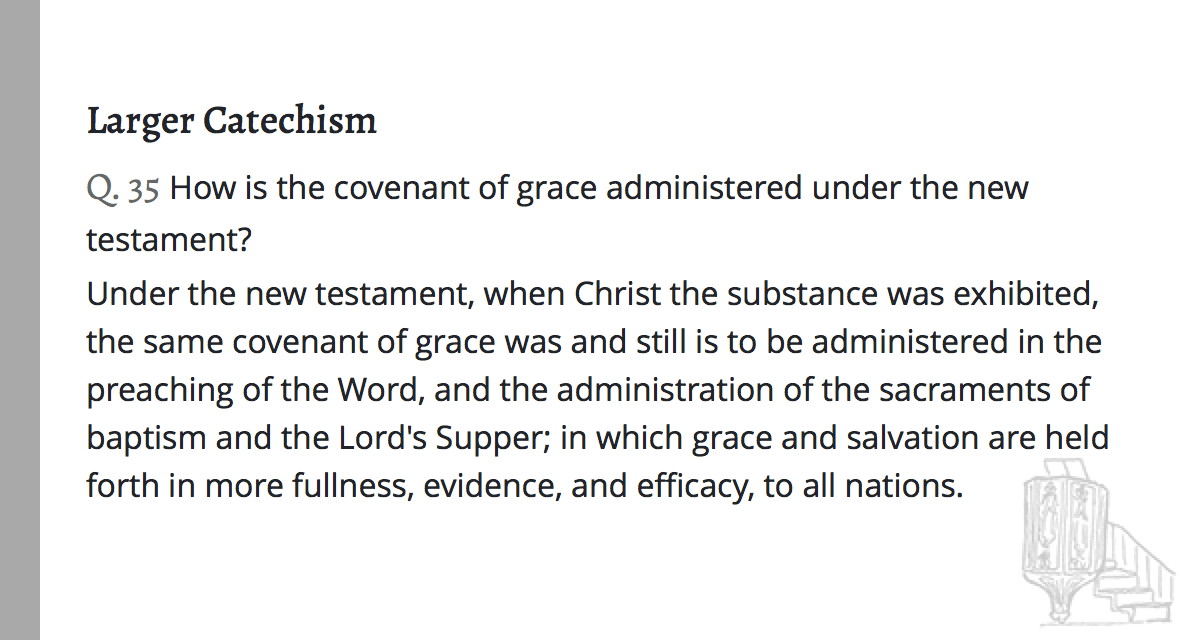 Larger Catechism
Q. 35 How is the covenant of grace administered under the new
testament?
Under the new testament, when Christ the substance was exhibited,
the same covenant of grace was and still is to be administered in the
preaching of the Word, and the administration of the sacraments of
baptism and the Lord's Supper; in which grace and salvation are held
forth in more fullness, evidence, and efficacy, to all nations.